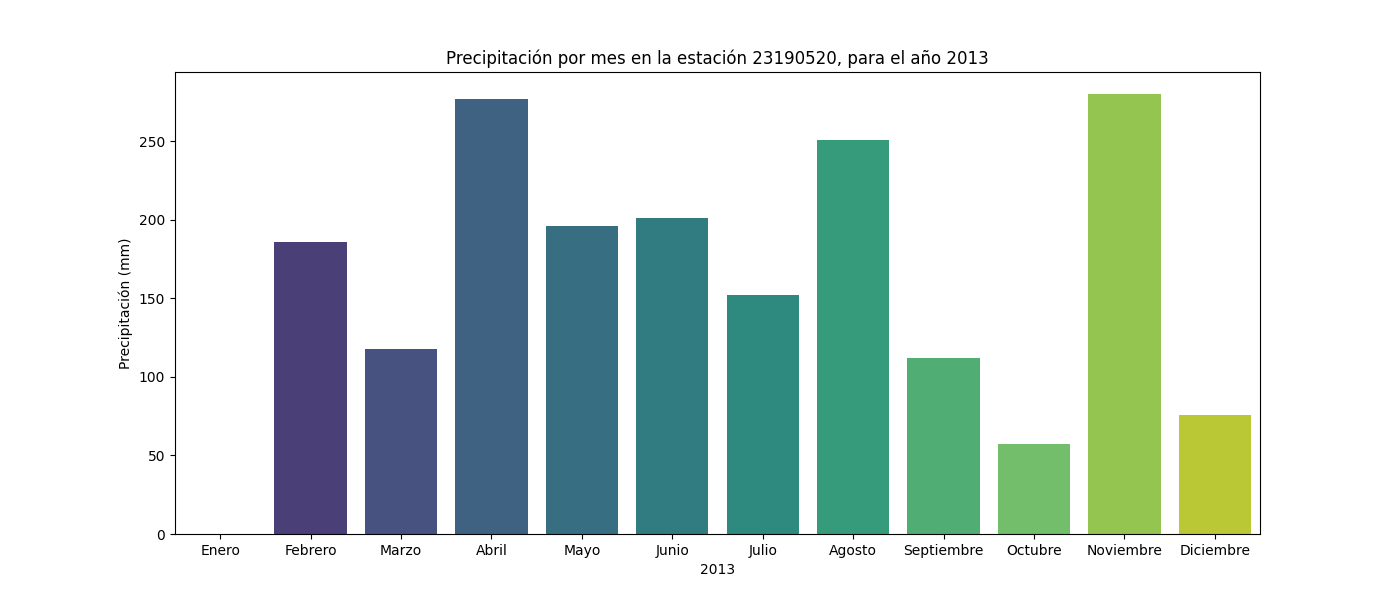 Precipitación por mes en la estación 23190520, para el año 2013
Precipitación (mm)
250
200
150
100
50
0
Enero Febrero Marzo Abril Mayo Junio Julio Agosto Septiembre Octubre Noviembre Diciembre
2013